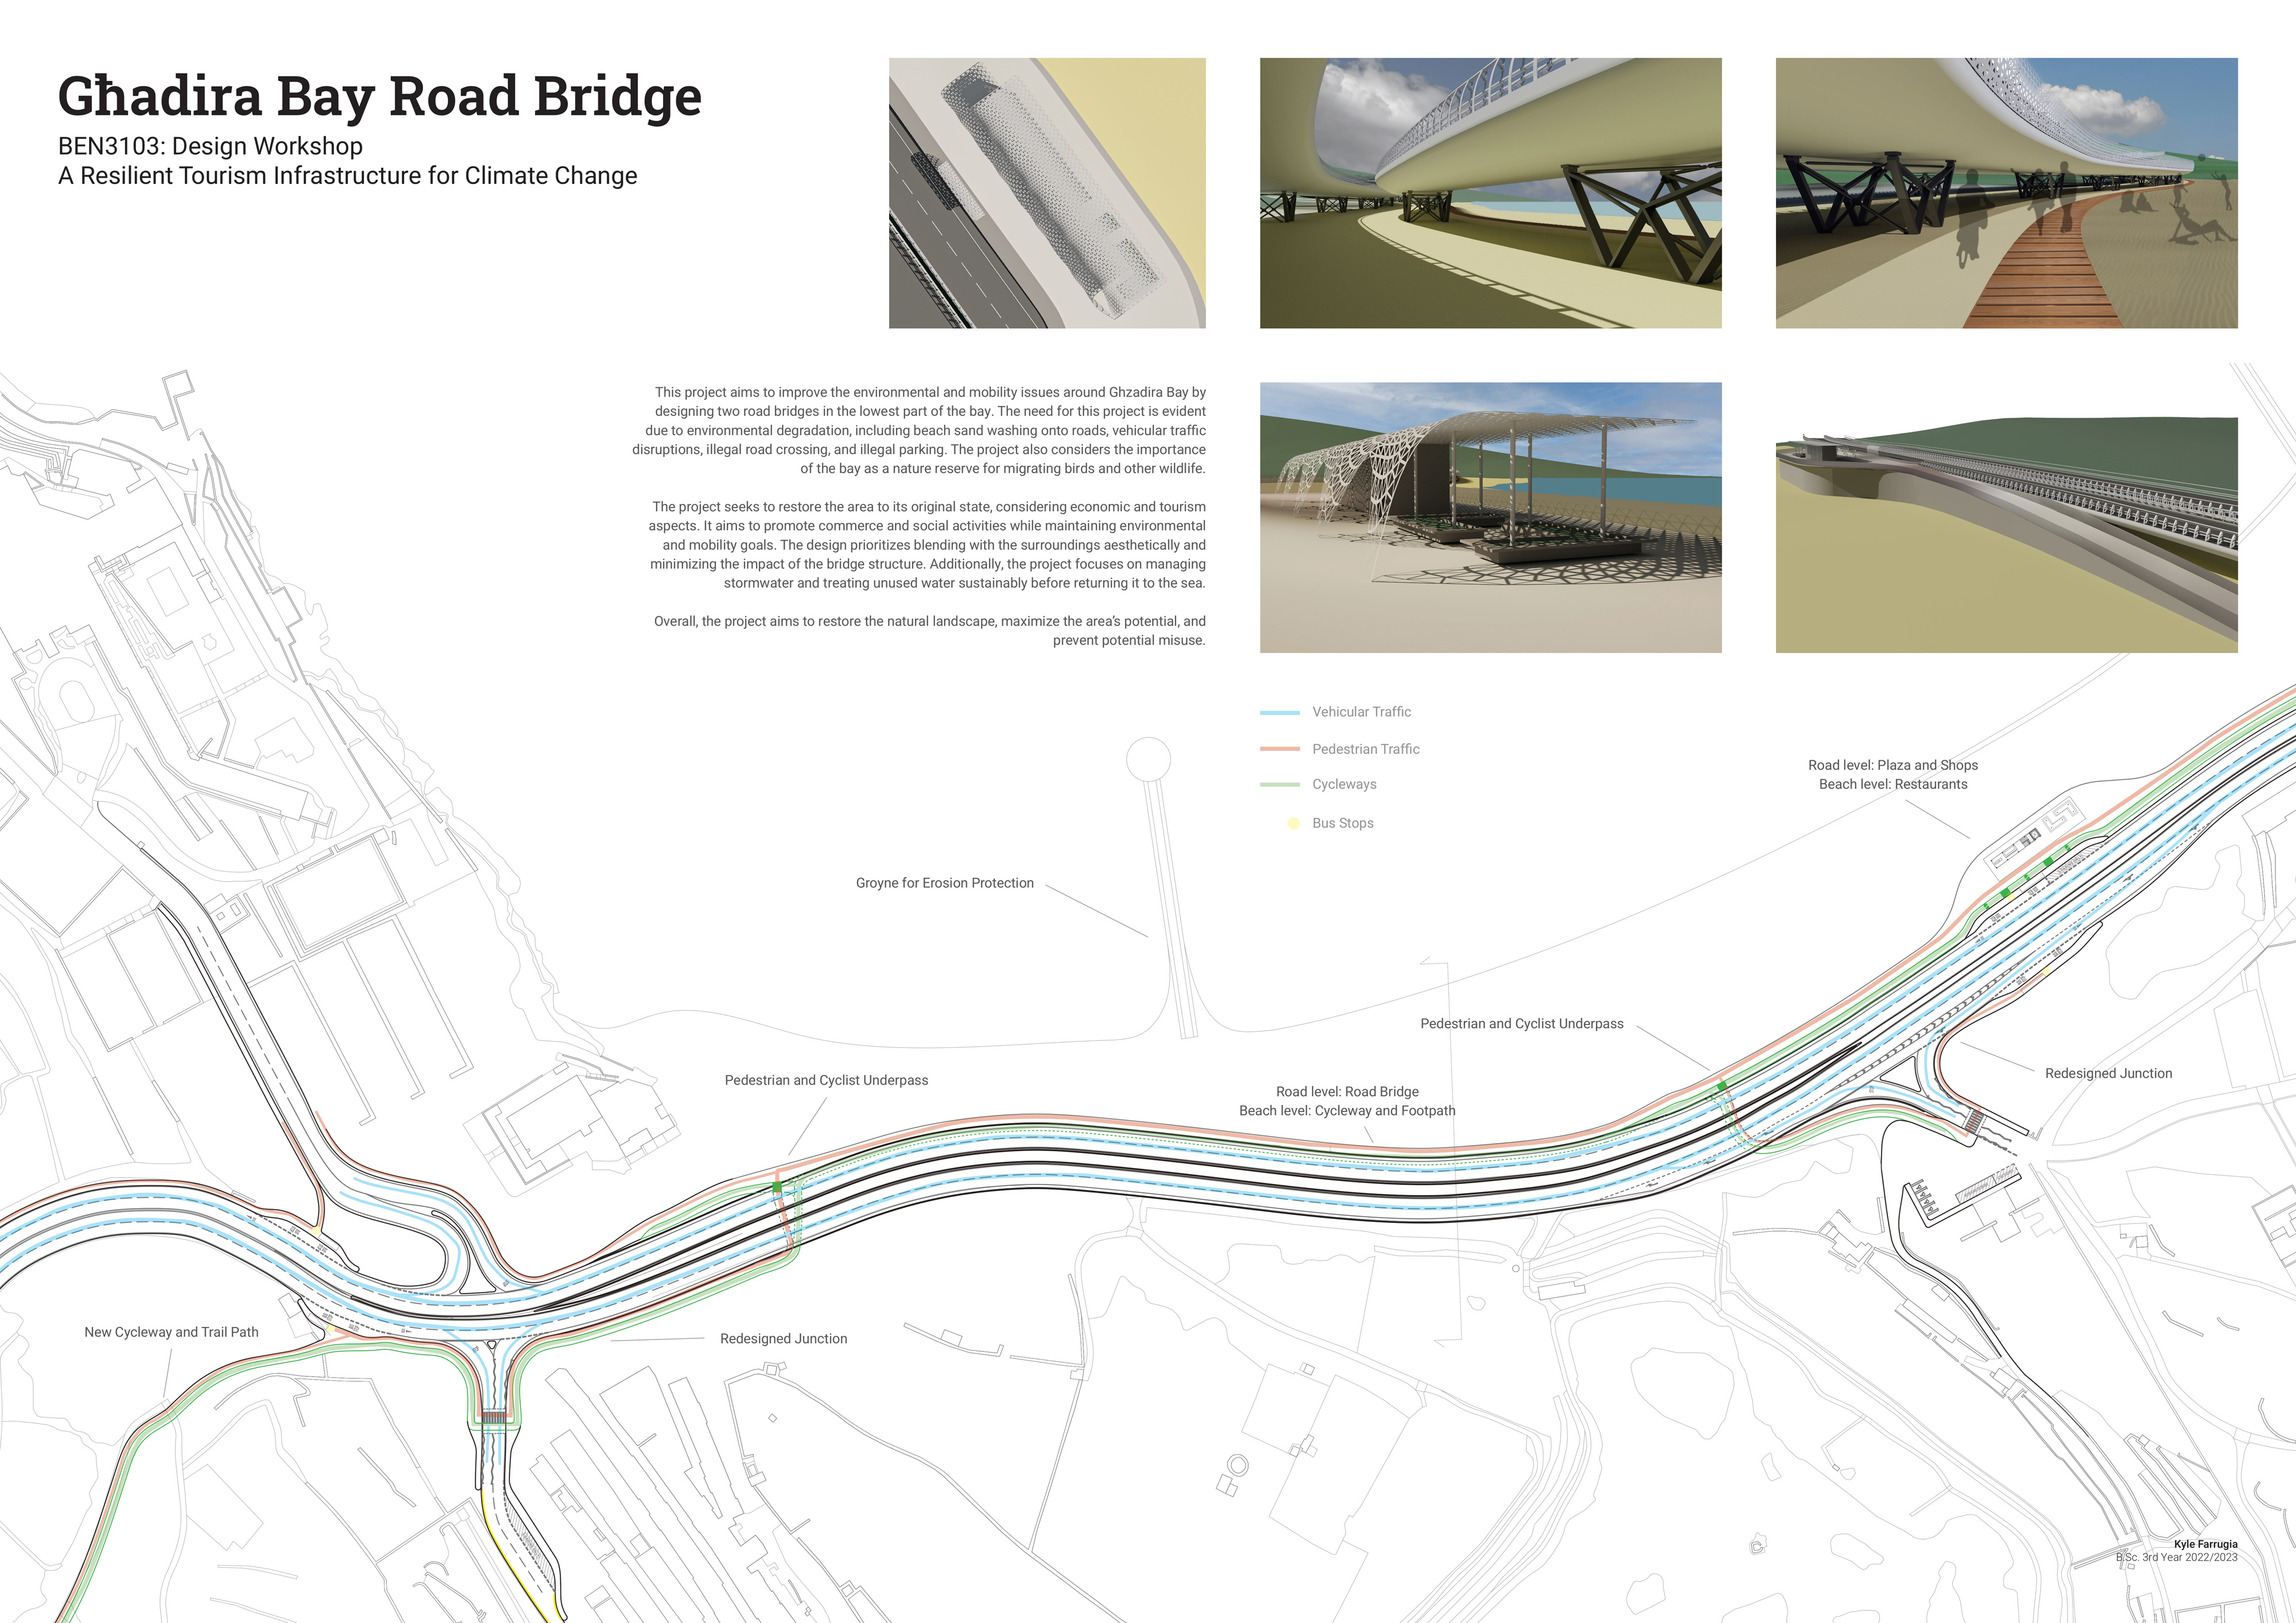 Għadira Bay Road Bridge
BEN3103: Design Workshop
A Resilient Tourism Infrastructure for Climate Change
This project aims to improve the environmental and mobility issues around Ghzadira Bay by
designing two road bridges in the lowest part of the bay. The need for this project is evident
due to environmental degradation, including beach sand washing onto roads, vehicular traffic
disruptions, illegal road crossing, and illegal parking. The project also considers the importance
of the bay as a nature reserve for migrating birds and other wildlife.
The project seeks to restore the area to its original state, considering economic and tourism
aspects. It aims to promote commerce and social activities while maintaining environmental
and mobility goals. The design prioritizes blending with the surroundings aesthetically and
minimizing the impact of the bridge structure. Additionally, the project focuses on managing
stormwater and treating unused water sustainably before returning it to the sea.
Overall, the project aims to restore the natural landscape, maximize the area's potential, and
prevent potential misuse.
Vehicular Traffic
Pedestrian Traffic
Cycleways
Bus Stops
Road level: Plaza and Shops
Beach level: Restaurants
Groyne for Erosion Protection
Pedestrian and Cyclist Underpass
Redesigned Junction
Pedestrian and Cyclist Underpass
Road level: Road Bridge
Beach level: Cycleway and Footpath
New Cycleway and Trail Path
Redesigned Junction
Kyle Farrugia
B.Sc. 3rd Year 2022/2023